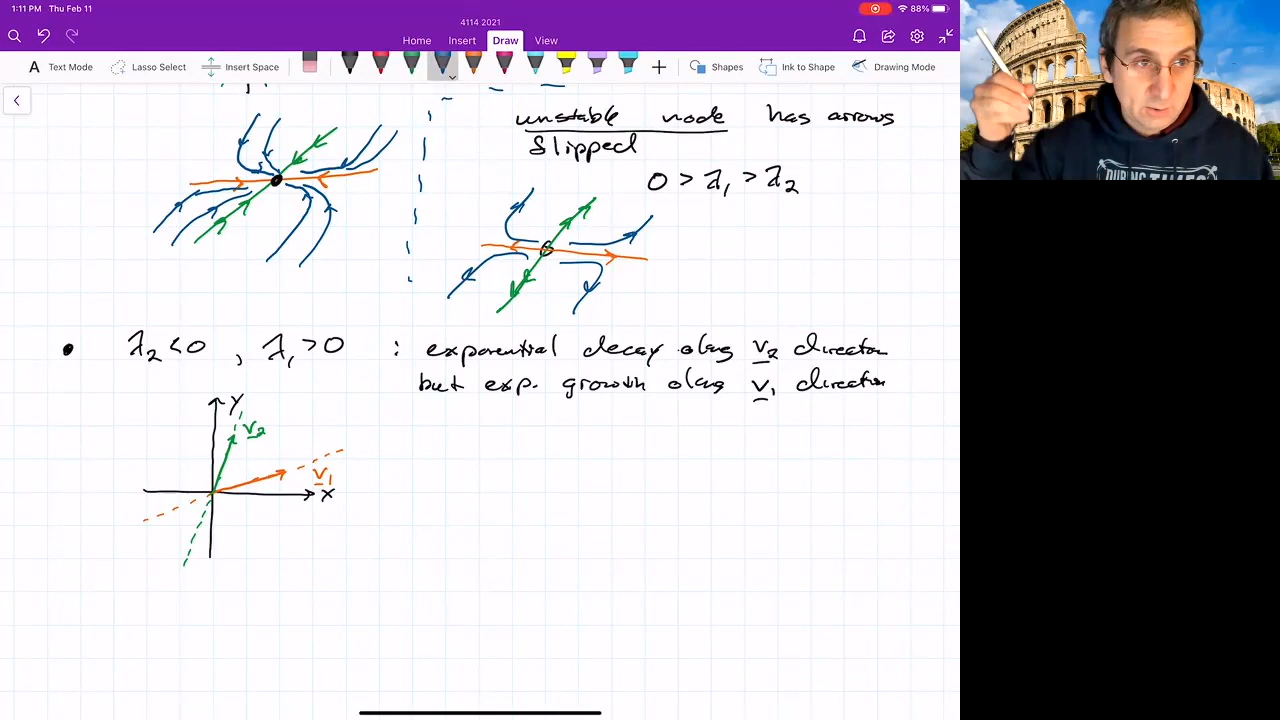 1:11 PM Thu Feb 11
88%
4114 2021
Home Insert Draw View
Text Mode Lasso Select Insert Space Shapes Ink to Shape Drawing Mode
unstable node has arrows
flipped
0 > λ₁ > λ₂
• λ₂ < 0 , λ₁ > 0 : exponential decay along v₂ direction
but exp. growth along v₁ direction
y
v₂
v₁
x